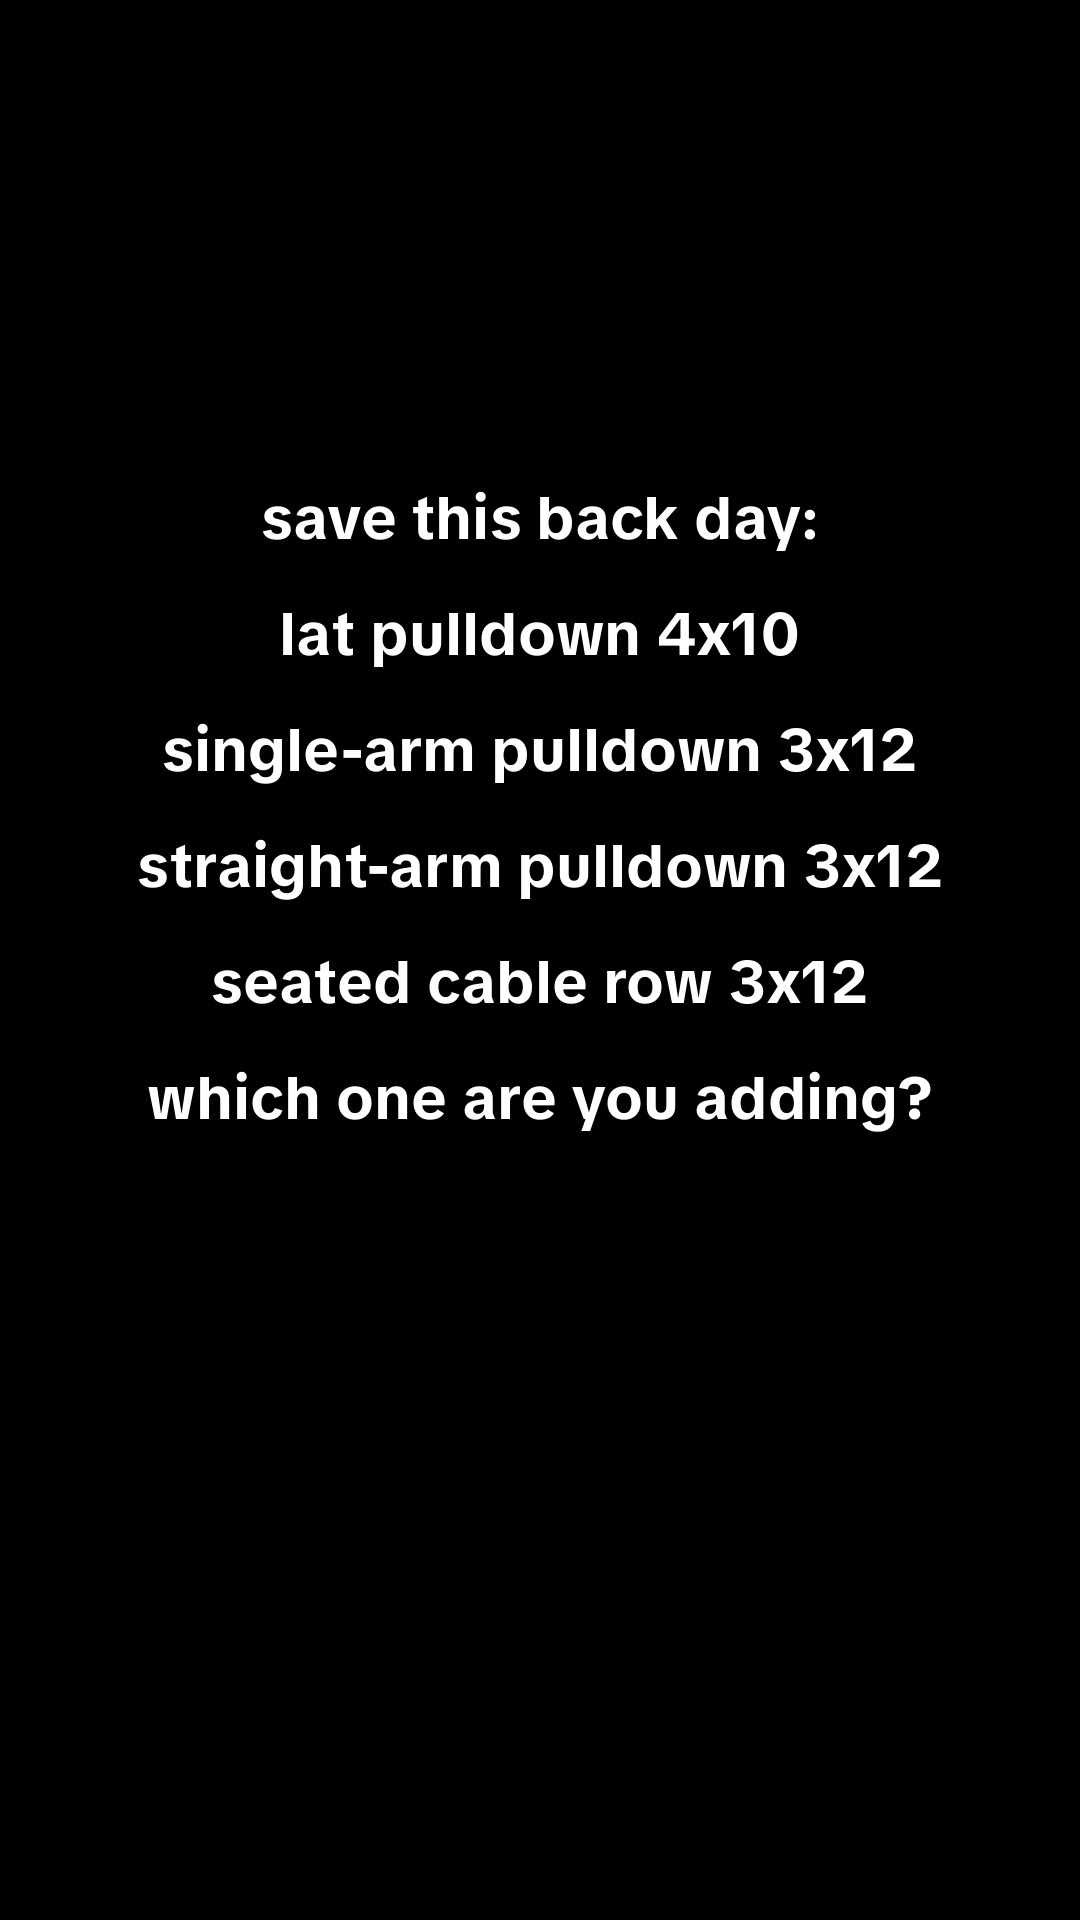 save this back day:
lat pulldown 4x10
single-arm pulldown 3x12
straight-arm pulldown 3x12
seated cable row 3x12
which one are you adding?